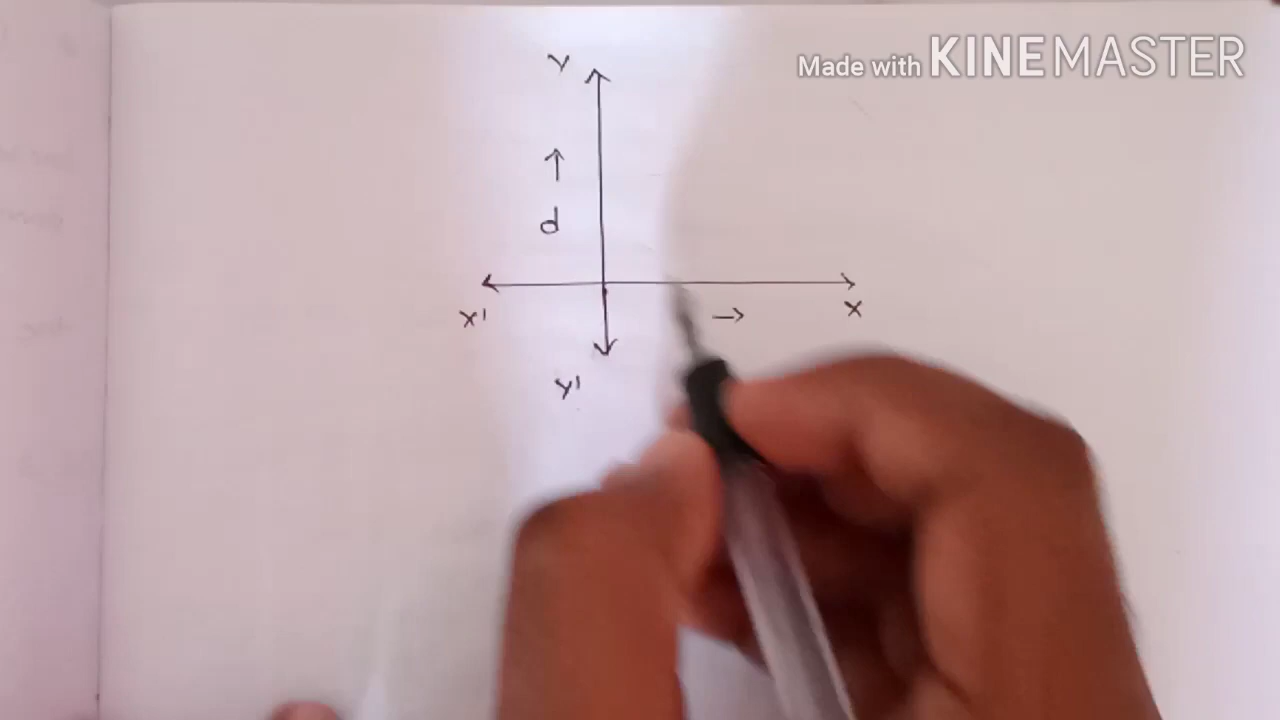 Made with KINEMASTER
Y
↑
d
X' → X
Y'